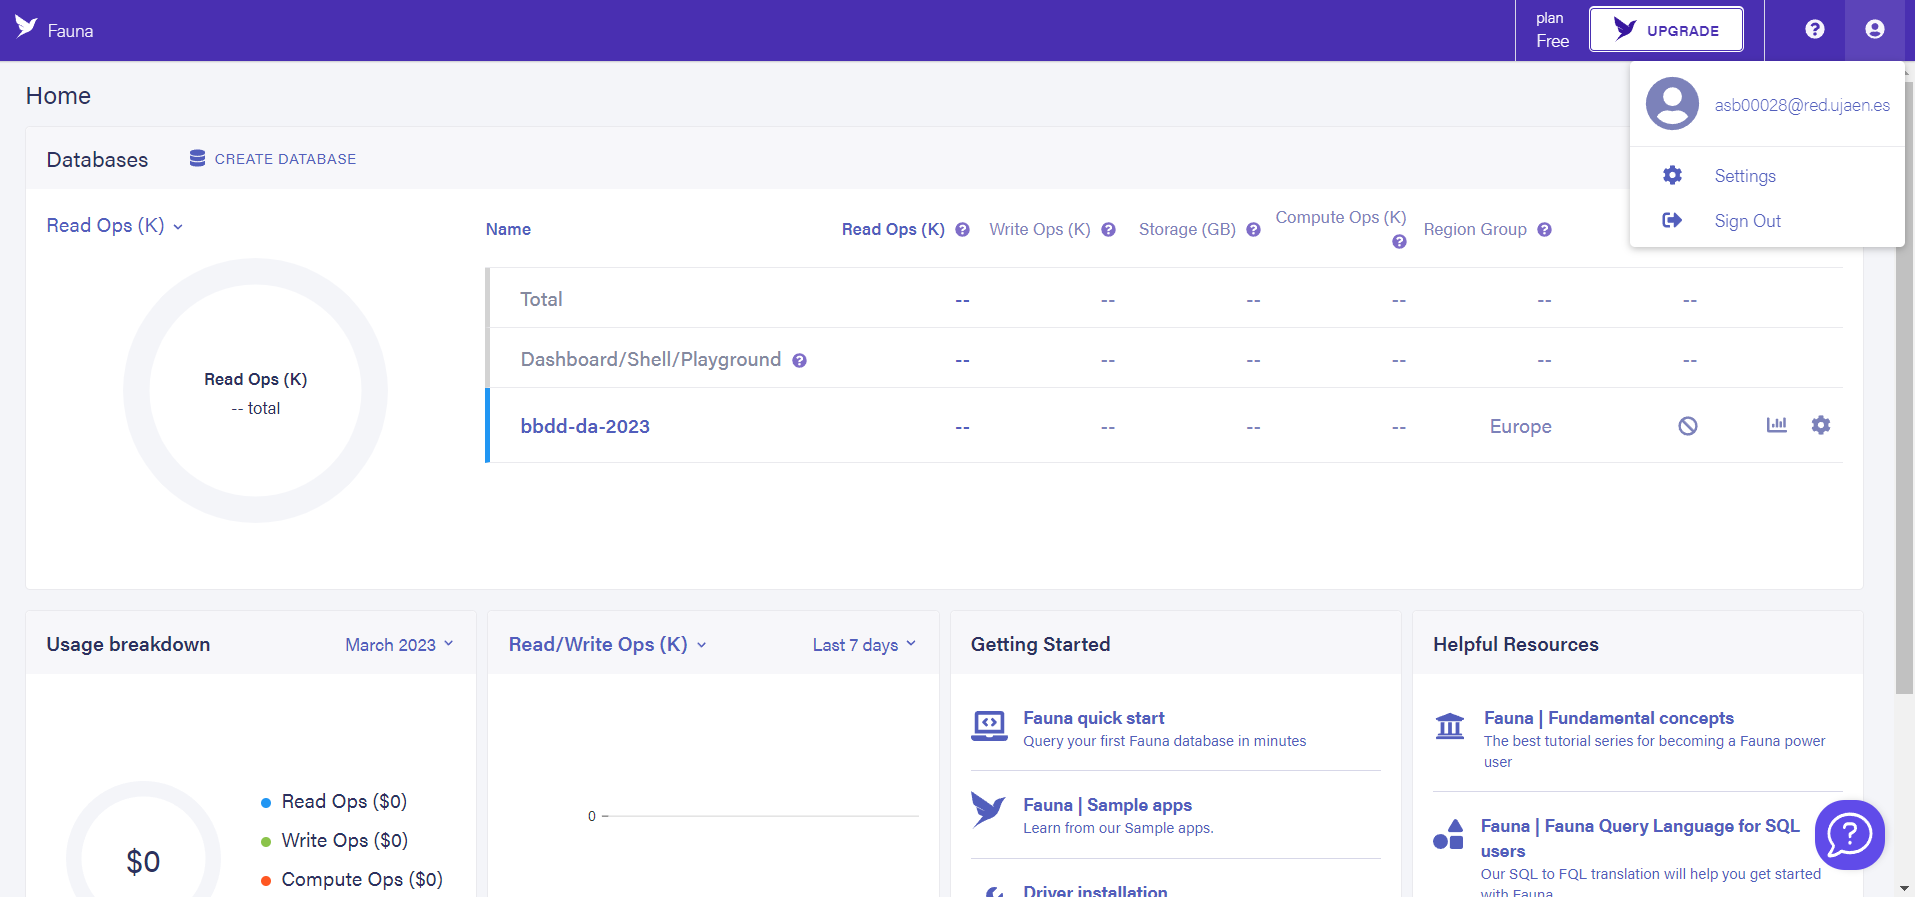 Fauna
plan
Free
UPGRADE
asb00028@red.ujaen.es
Settings
Sign Out
Home
Databases
CREATE DATABASE
Read Ops (K)
Read Ops (K)
-- total
Name Read Ops (K) Write Ops (K) Storage (GB) Compute Ops (K) Region Group
Total -- -- -- -- -- --
Dashboard/Shell/Playground -- -- -- -- -- --
bbdd-da-2023 -- -- -- -- Europe
Usage breakdown March 2023
$0
Read Ops ($0)
Write Ops ($0)
Compute Ops ($0)
Read/Write Ops (K) Last 7 days
0
Getting Started
Fauna quick start
Query your first Fauna database in minutes
Fauna | Sample apps
Learn from our Sample apps.
Driver installation
Helpful Resources
Fauna | Fundamental concepts
The best tutorial series for becoming a Fauna power
user
Fauna | Fauna Query Language for SQL
users
Our SQL to FQL translation will help you get started
with Fauna